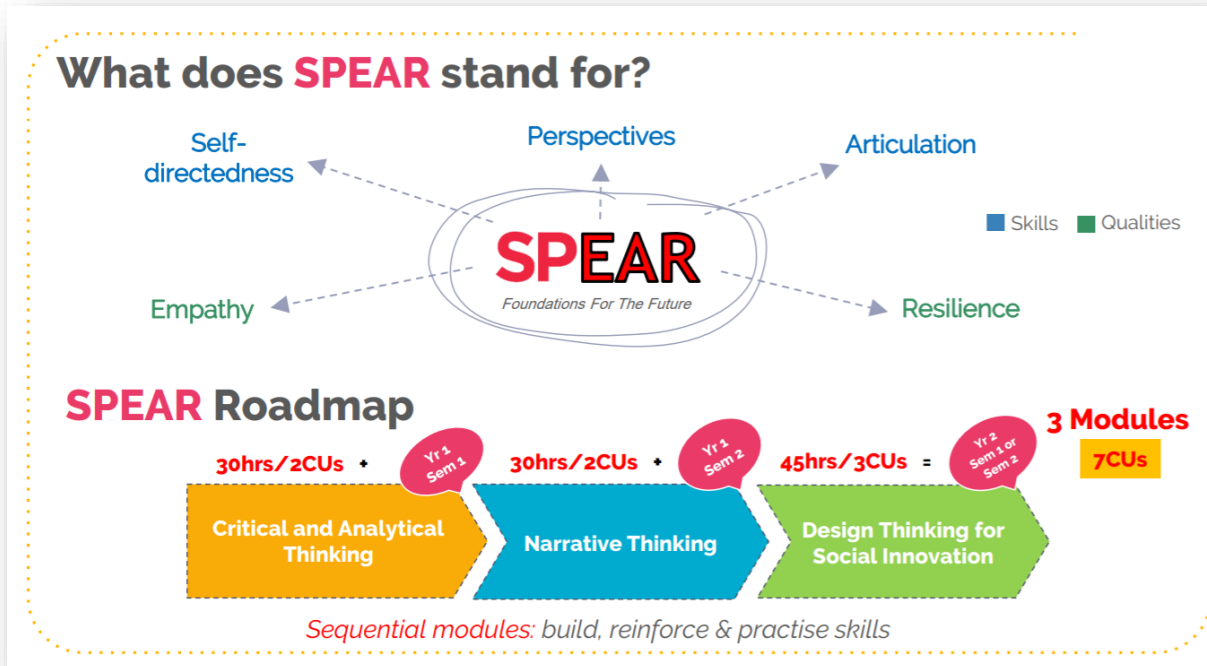 What does SPEAR stand for?
Self-
directedness
Perspectives
Articulation
Skills
Qualities
SPEAR
Foundations For The Future
Empathy
Resilience
SPEAR Roadmap
3 Modules
7CUs
30hrs/2CUs +
Yr 1
Sem 1
30hrs/2CUs +
Yr 1
Sem 2
45hrs/3CUs =
Yr 2
Sem 1 or
Sem 2
Critical and Analytical
Thinking
Narrative Thinking
Design Thinking for
Social Innovation
Sequential modules: build, reinforce & practise skills